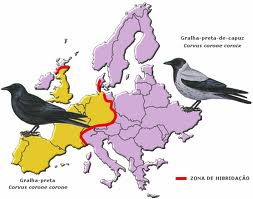 Gralha-preta-de-capuz
Corvus corone cornix
Gralha-preta
Corvus corone corone
ZONA DE HIBRIDAÇÃO